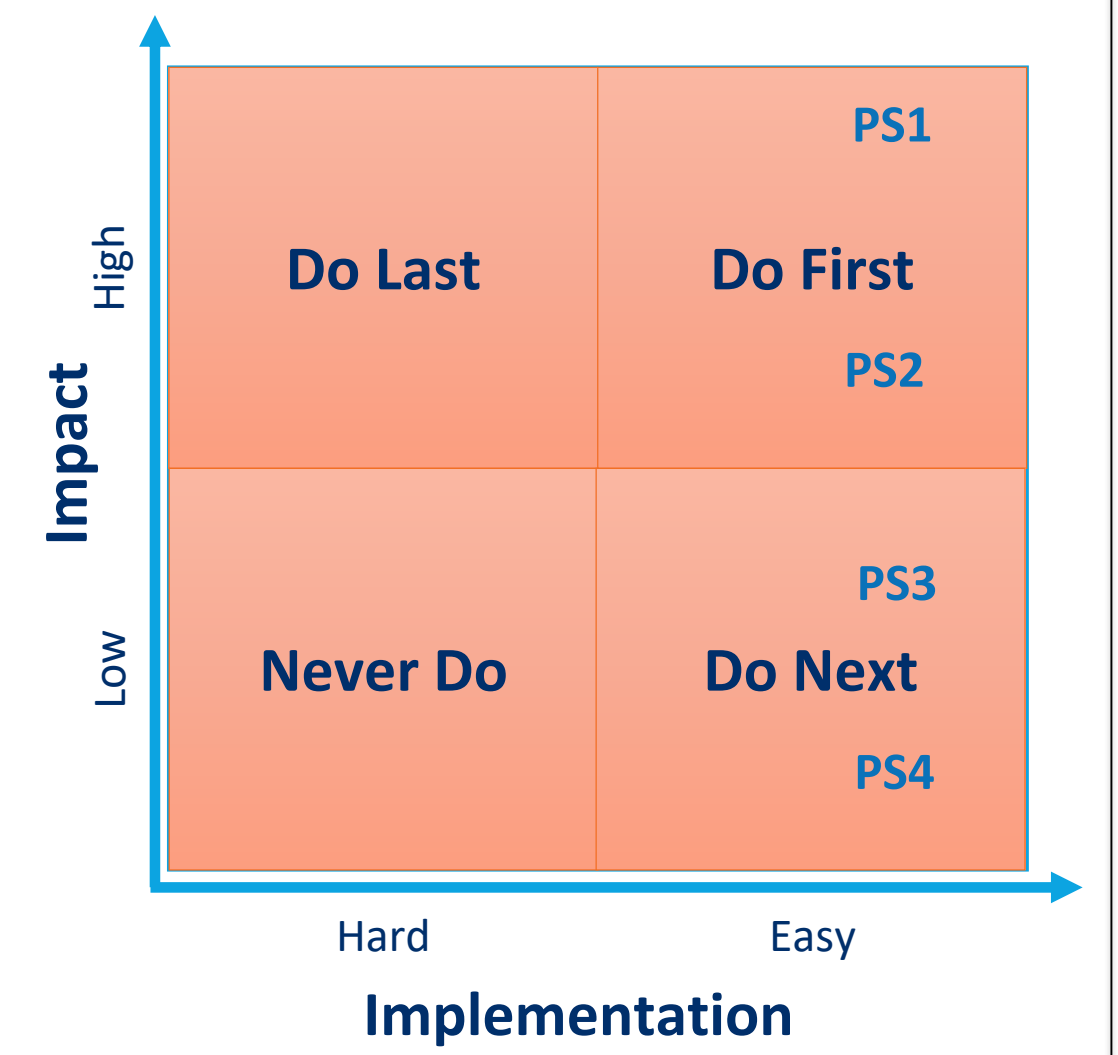 PS1
High
Do Last
Do First
PS2
Impact
PS3
Low
Never Do
Do Next
PS4
Hard
Easy
Implementation